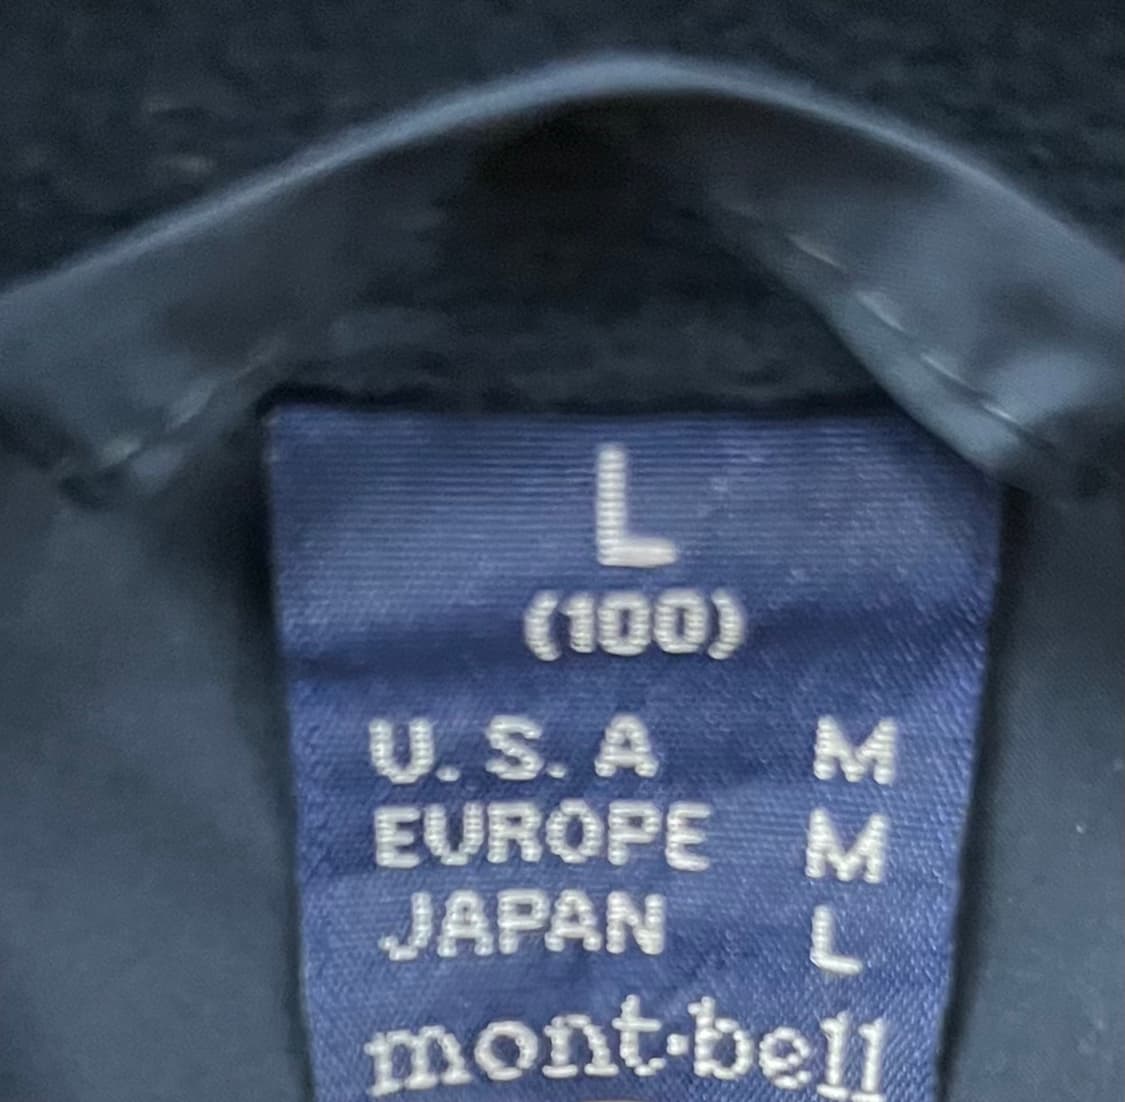 L
(100)
U.S.A M
EUROPE M
JAPAN L
mont·bell